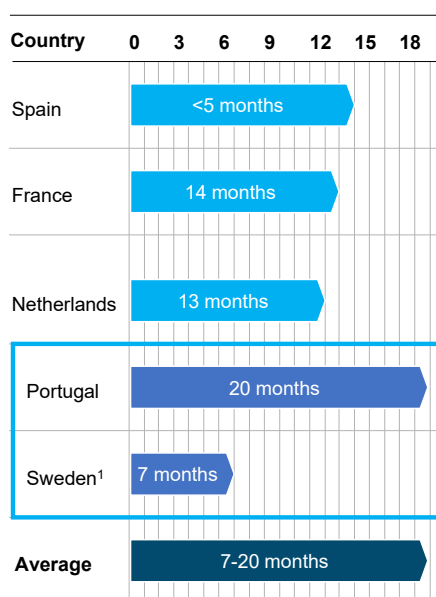 Country 0 3 6 9 12 15 18
Spain <5 months
France 14 months
Netherlands 13 months
Portugal 20 months
Sweden¹ 7 months
Average 7-20 months